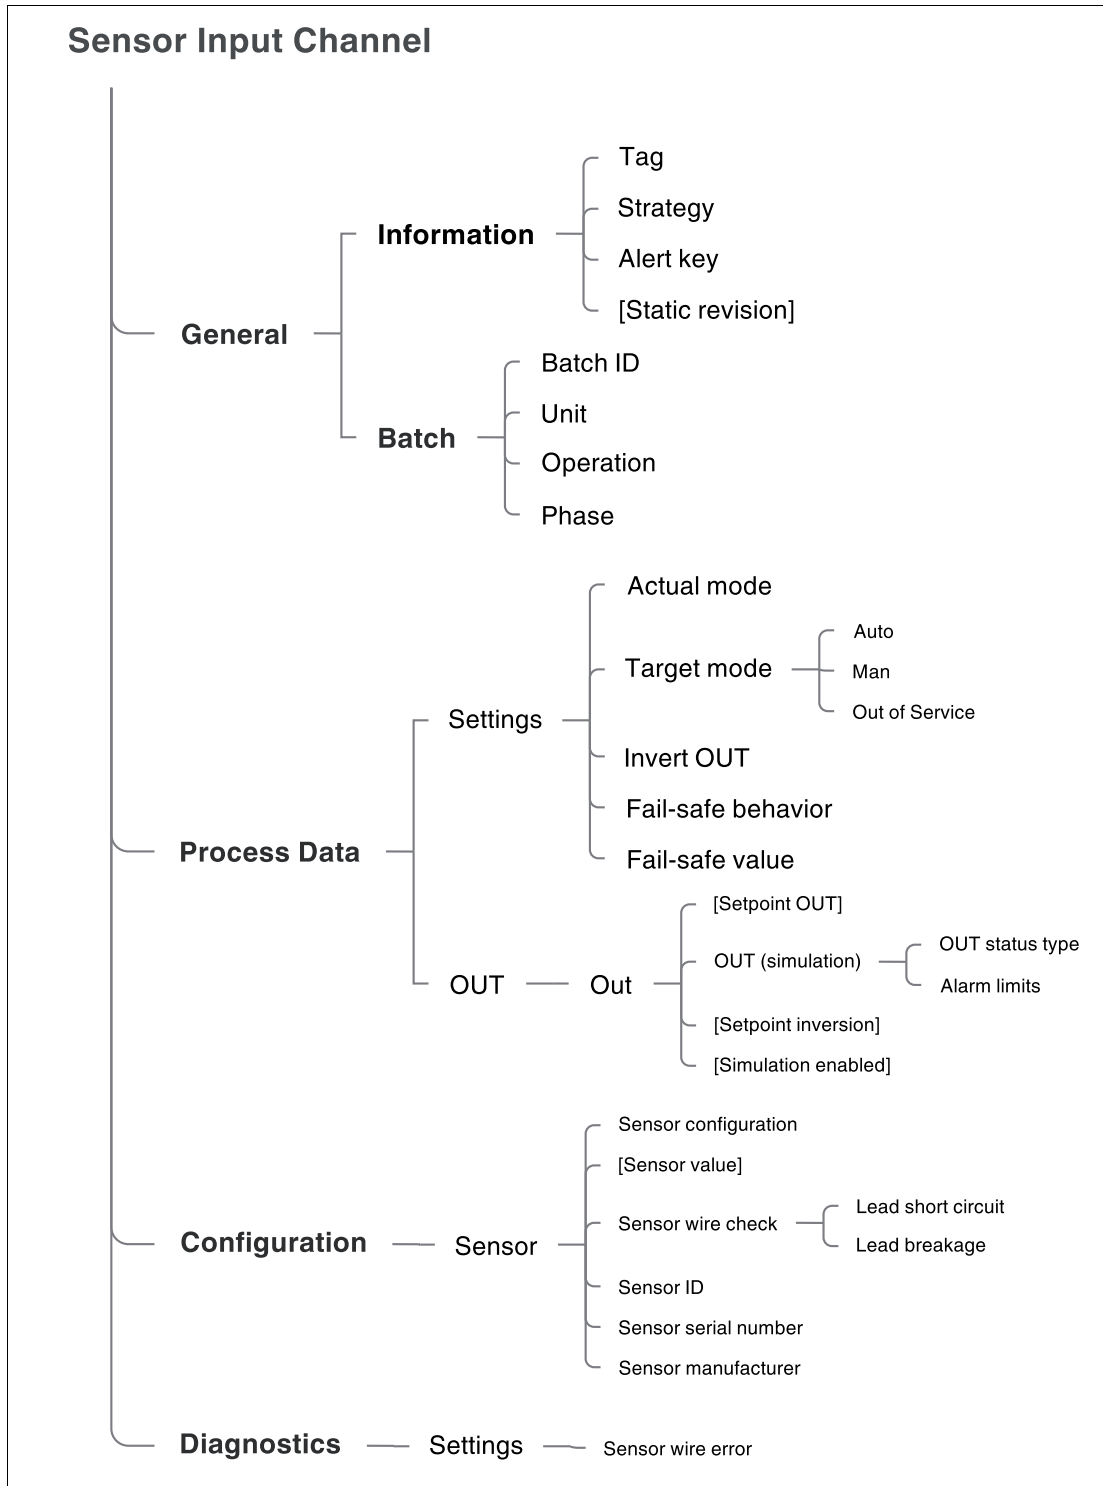 Sensor Input Channel
General
Information
Tag
Strategy
Alert key
[Static revision]
Batch
Batch ID
Unit
Operation
Phase
Process Data
Settings
Actual mode
Target mode
Auto
Man
Out of Service
Invert OUT
Fail-safe behavior
Fail-safe value
OUT
Out
[Setpoint OUT]
OUT (simulation)
OUT status type
Alarm limits
[Setpoint inversion]
[Simulation enabled]
Configuration
Sensor
Sensor configuration
[Sensor value]
Sensor wire check
Lead short circuit
Lead breakage
Sensor ID
Sensor serial number
Sensor manufacturer
Diagnostics
Settings
Sensor wire error